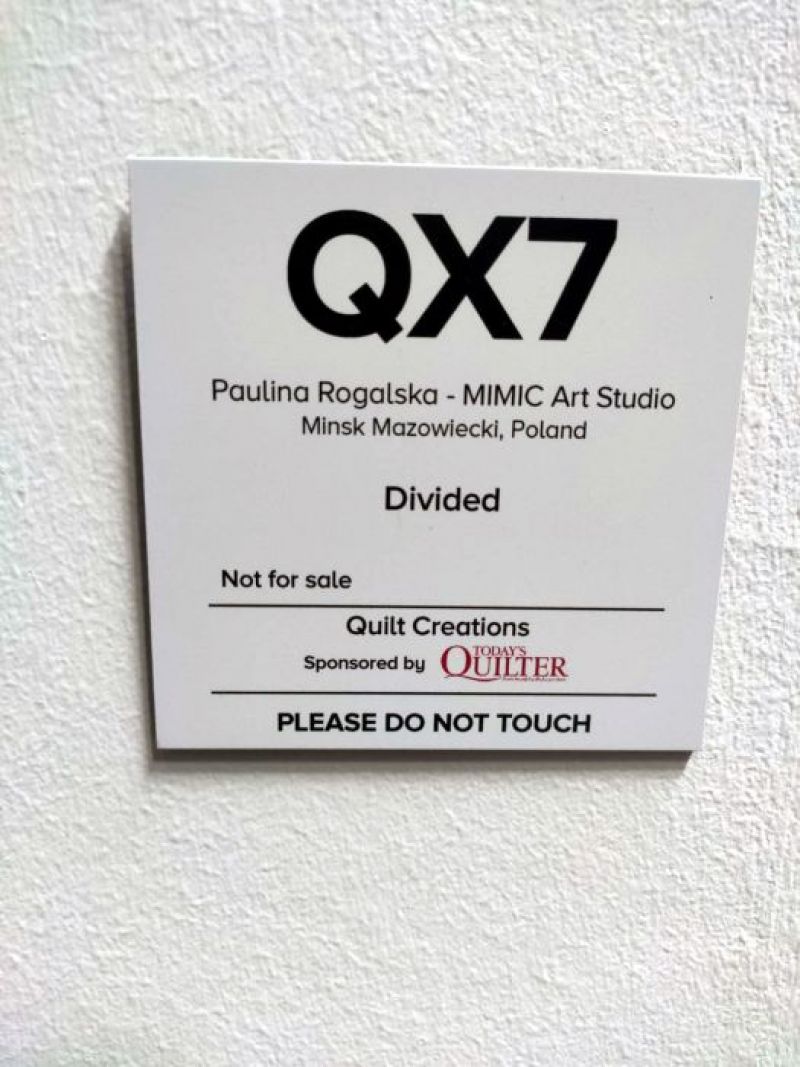 QX7
Paulina Rogalska - MIMIC Art Studio
Minsk Mazowiecki, Poland
Divided
Not for sale
Quilt Creations
Sponsored by TODAY'S QUILTER
PLEASE DO NOT TOUCH